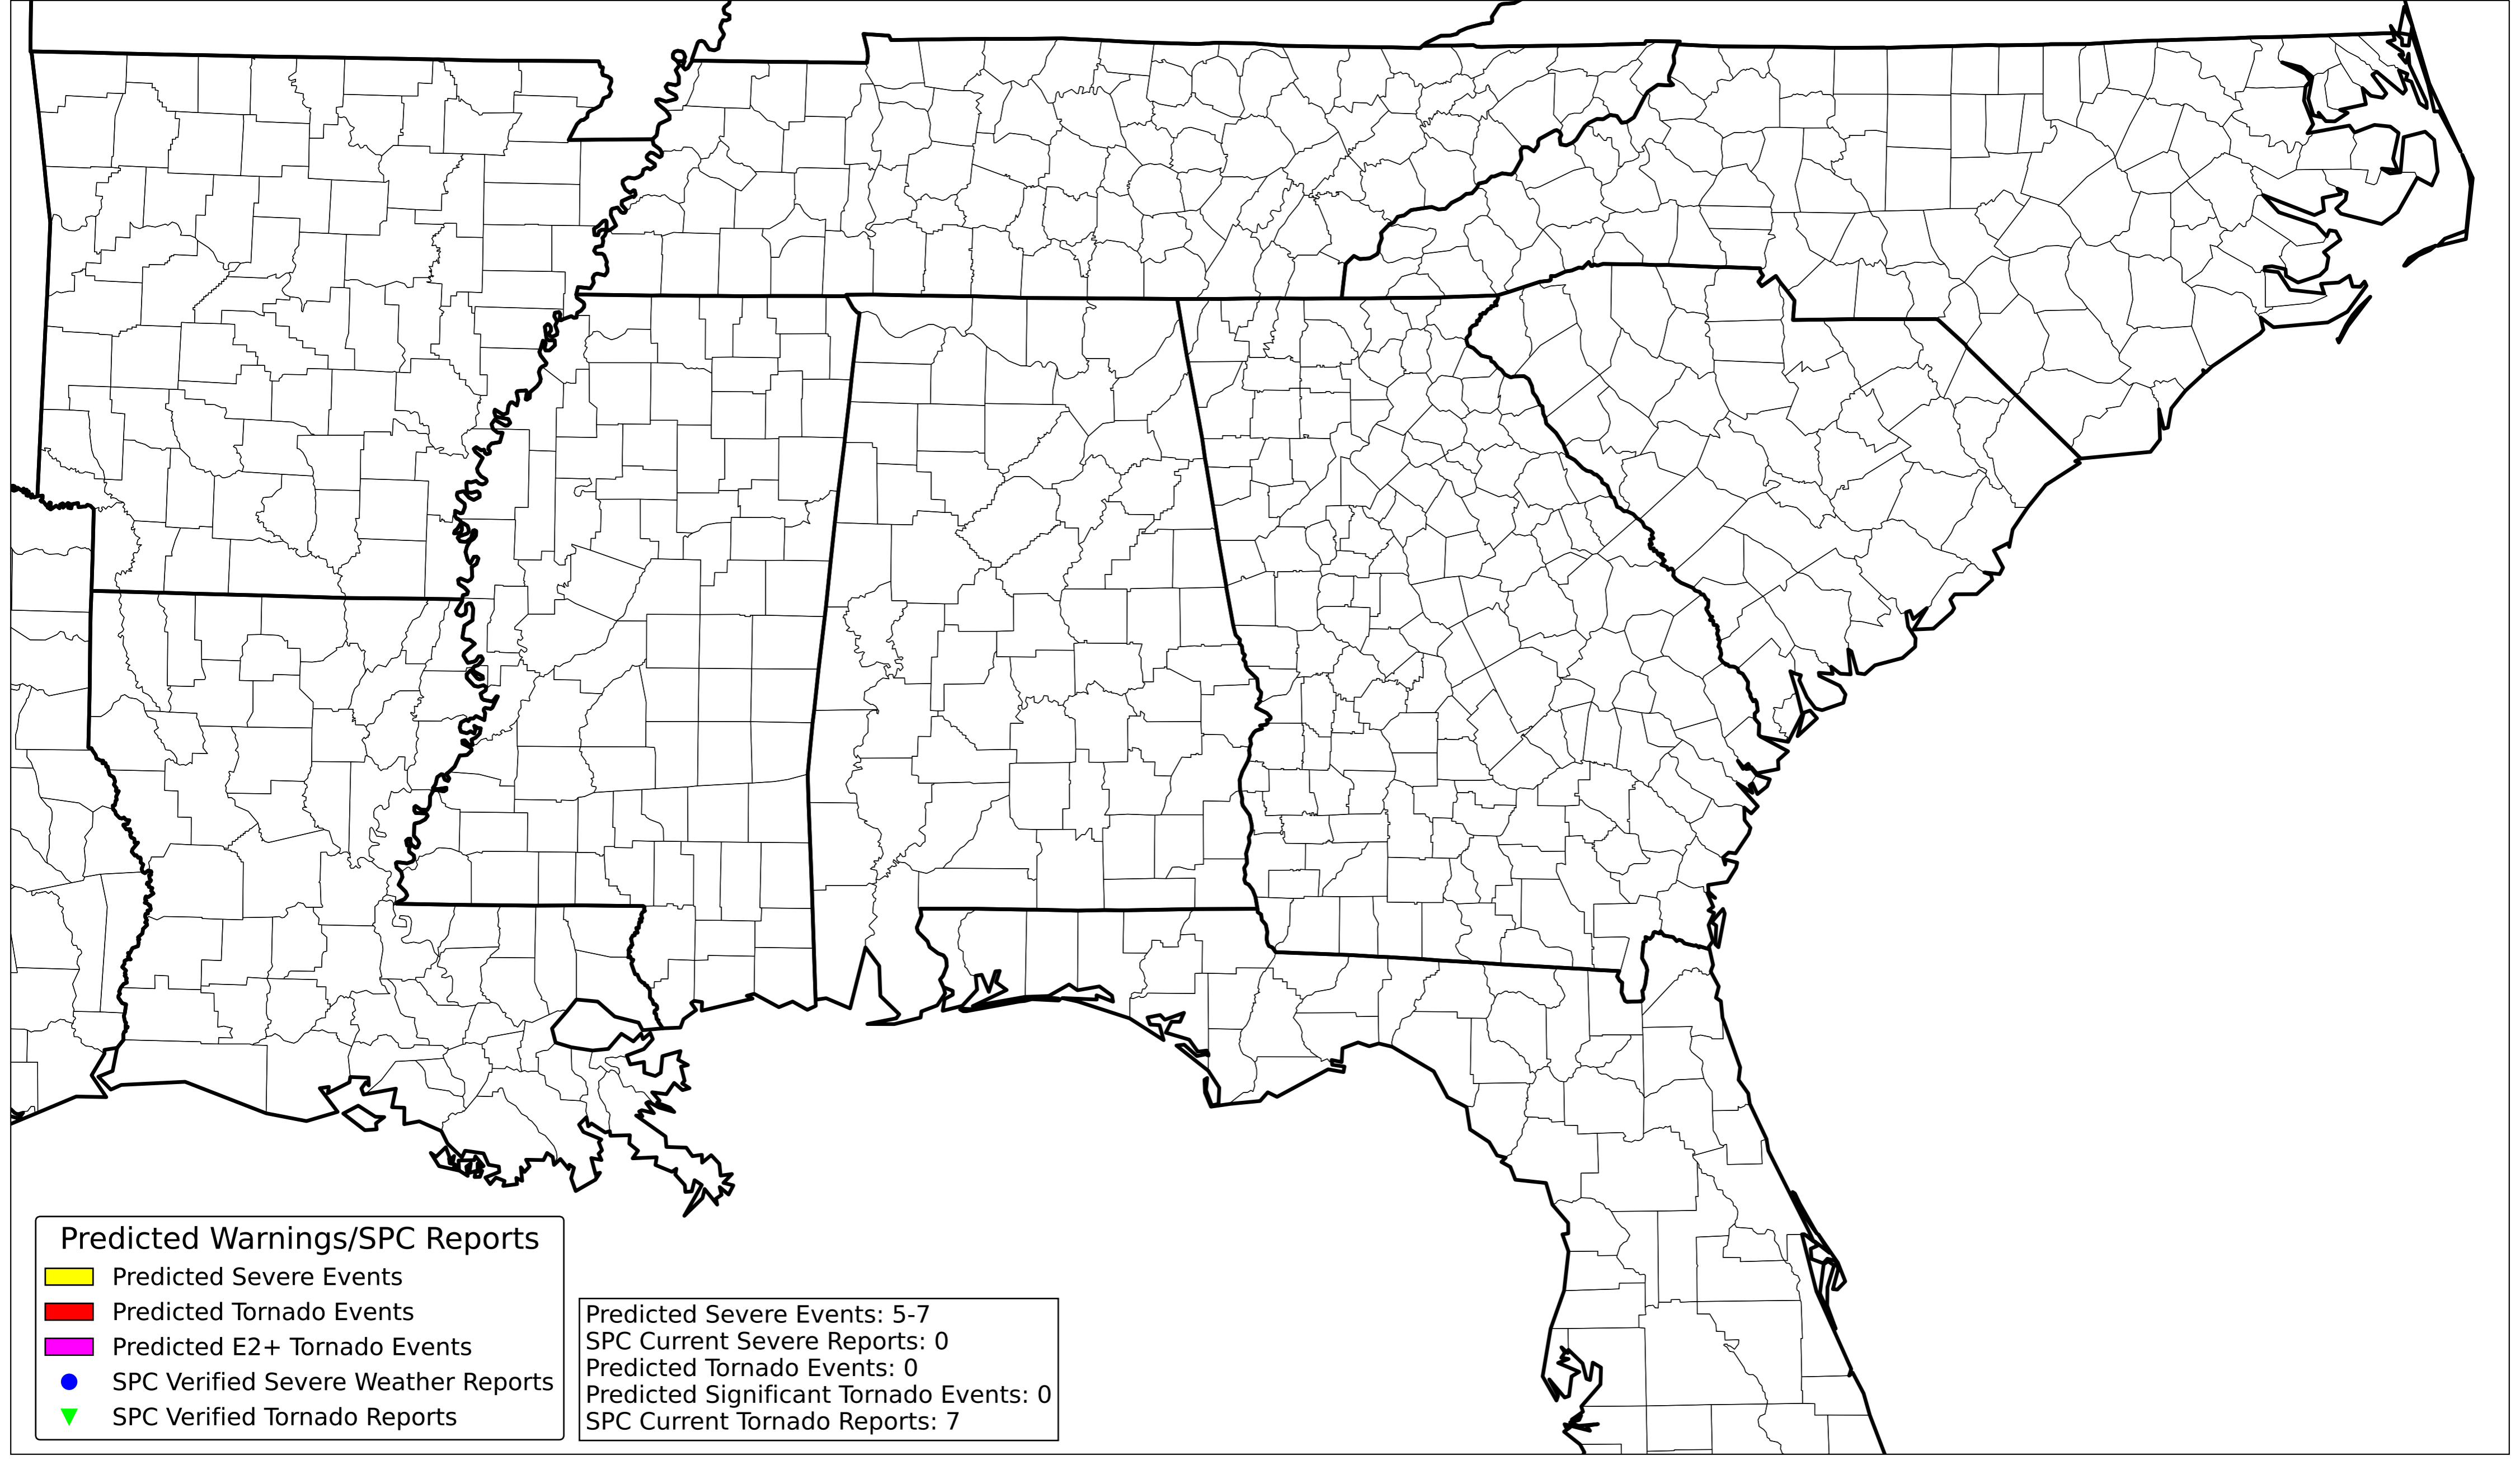 Predicted Warnings/SPC Reports
Predicted Severe Events
Predicted Tornado Events
Predicted E2+ Tornado Events
SPC Verified Severe Weather Reports
SPC Verified Tornado Reports
Predicted Severe Events: 5-7
SPC Current Severe Reports: 0
Predicted Tornado Events: 0
Predicted Significant Tornado Events: 0
SPC Current Tornado Reports: 7